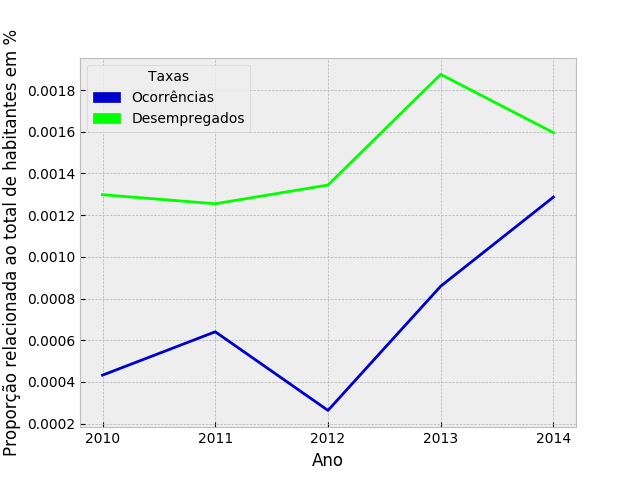 Proporção relacionada ao total de habitantes em %
Taxas
Ocorrências
Desempregados
0.0018
0.0016
0.0014
0.0012
0.0010
0.0008
0.0006
0.0004
0.0002
2010 2011 2012 2013 2014
Ano